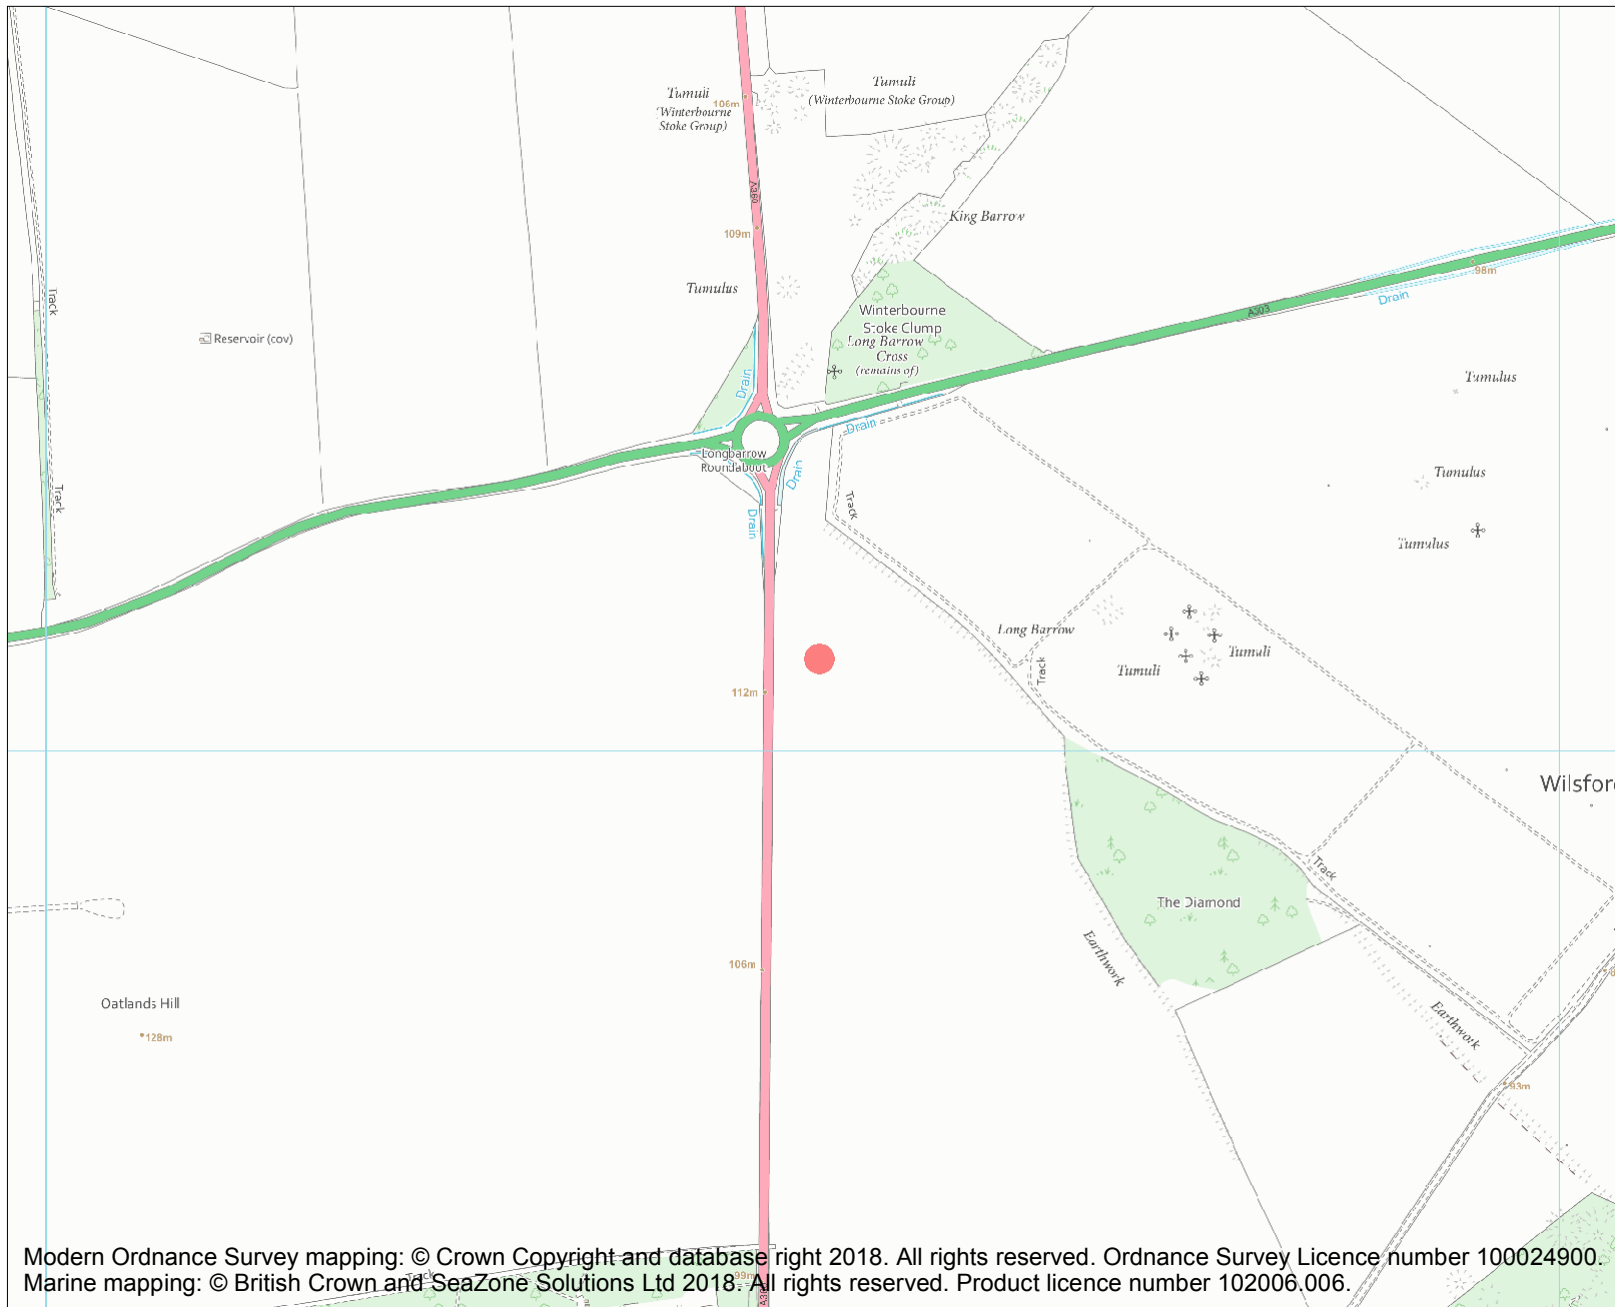 Tumuli
(Winterbourne Stoke Group)
Tumuli
(Winterbourne
Stoke Group)
106m
A360
King Barrow
109m
Tumulus
Track
Reservoir (cov)
Winterbourne
Stoke Clump
Long Barrow
Cross
(remains of)
98m
Drain
A303
Tumulus
Drain
Drain
Longbarrow
Roundabout
Drain
Tumulus
Track
Track
Drain
Tumulus
Long Barrow
Tumuli
Tumuli
Track
112m
Wilsfor
Track
The Diamond
Earthwork
106m
Oatlands Hill
128m
Earthwork
93m
Modern Ordnance Survey mapping: © Crown Copyright and database right 2018. All rights reserved. Ordnance Survey Licence number 100024900.
Marine mapping: © British Crown and SeaZone Solutions Ltd 2018. All rights reserved. Product licence number 102006.006.
Track
99m